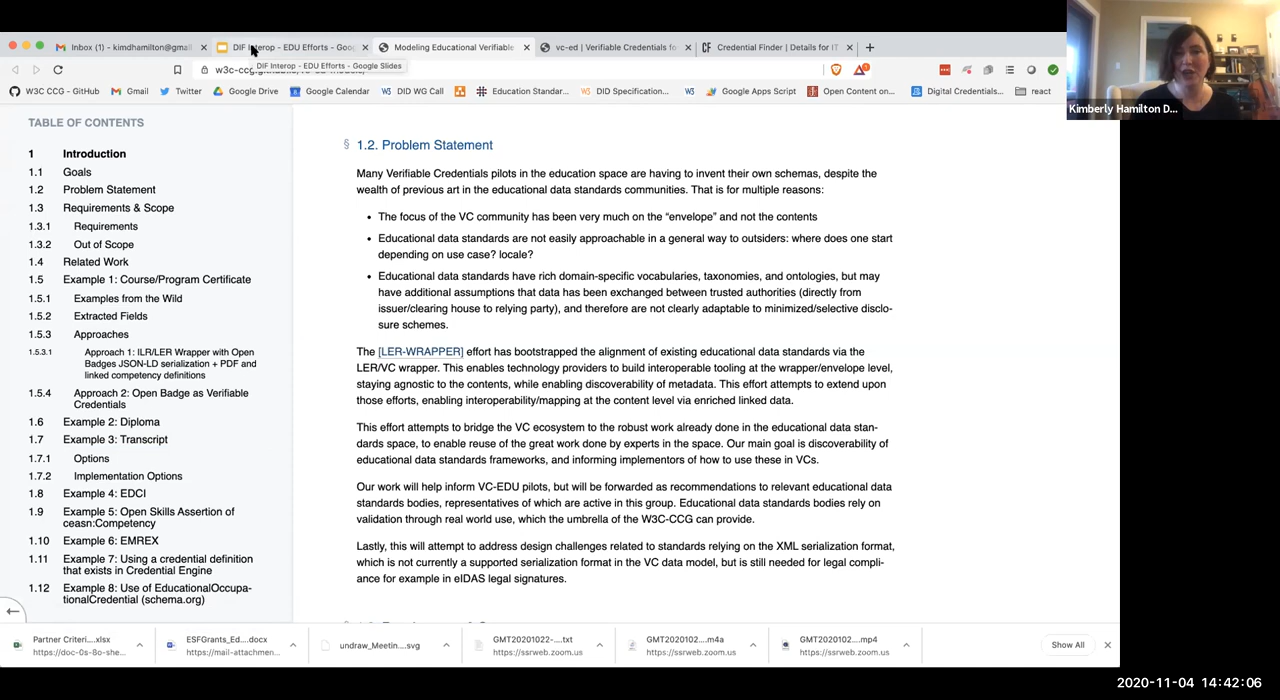 Inbox (1) - kimdhamilton@gmail
DIF Interop - EDU Efforts - Goog
Modeling Educational Verifiable
vc-ed | Verifiable Credentials fo
Credential Finder | Details for IT
DIF Interop - EDU Efforts - Google Slides
W3C CCG - GitHub
Gmail
Twitter
Google Drive
Google Calendar
DID WG Call
Education Standar...
DID Specification...
Google Apps Script
Open Content on...
Digital Credentials...
react
Kimberly Hamilton D...
TABLE OF CONTENTS
1 Introduction
1.1 Goals
1.2 Problem Statement
1.3 Requirements & Scope
1.3.1 Requirements
1.3.2 Out of Scope
1.4 Related Work
1.5 Example 1: Course/Program Certificate
1.5.1 Examples from the Wild
1.5.2 Extracted Fields
1.5.3 Approaches
1.5.3.1 Approach 1: ILR/LER Wrapper with Open
Badges JSON-LD serialization + PDF and
linked competency definitions
1.5.4 Approach 2: Open Badge as Verifiable
Credentials
1.6 Example 2: Diploma
1.7 Example 3: Transcript
1.7.1 Options
1.7.2 Implementation Options
1.8 Example 4: EDCI
1.9 Example 5: Open Skills Assertion of
ceasn:Competency
1.10 Example 6: EMREX
1.11 Example 7: Using a credential definition
that exists in Credential Engine
1.12 Example 8: Use of EducationalOccupa-
tionalCredential (schema.org)
§ 1.2. Problem Statement
Many Verifiable Credentials pilots in the education space are having to invent their own schemas, despite the
wealth of previous art in the educational data standards communities. That is for multiple reasons:
• The focus of the VC community has been very much on the “envelope” and not the contents
• Educational data standards are not easily approachable in a general way to outsiders: where does one start
depending on use case? locale?
• Educational data standards have rich domain-specific vocabularies, taxonomies, and ontologies, but may
have additional assumptions that data has been exchanged between trusted authorities (directly from
issuer/clearing house to relying party), and therefore are not clearly adaptable to minimized/selective disclo-
sure schemes.
The [LER-WRAPPER] effort has bootstrapped the alignment of existing educational data standards via the
LER/VC wrapper. This enables technology providers to build interoperable tooling at the wrapper/envelope level,
staying agnostic to the contents, while enabling discoverability of metadata. This effort attempts to extend upon
those efforts, enabling interoperability/mapping at the content level via enriched linked data.
This effort attempts to bridge the VC ecosystem to the robust work already done in the educational data stan-
dards space, to enable reuse of the great work done by experts in the space. Our main goal is discoverability of
educational data standards frameworks, and informing implementors of how to use these in VCs.
Our work will help inform VC-EDU pilots, but will be forwarded as recommendations to relevant educational data
standards bodies, representatives of which are active in this group. Educational data standards bodies rely on
validation through real world use, which the umbrella of the W3C-CCG can provide.
Lastly, this will attempt to address design challenges related to standards relying on the XML serialization format,
which is not currently a supported serialization format in the VC data model, but is still needed for legal compli-
ance for example in eIDAS legal signatures.
Partner Criteri....xlsx
https://doc-0s-8o-she...
ESFGrants_Ed....docx
https://mail-attachmen...
undraw_Meetin....svg
GMT20201022-....txt
https://ssrweb.zoom.us
GMT2020102....m4a
https://ssrweb.zoom.us
GMT2020102....mp4
https://ssrweb.zoom.us
Show All
2020-11-04 14:42:06